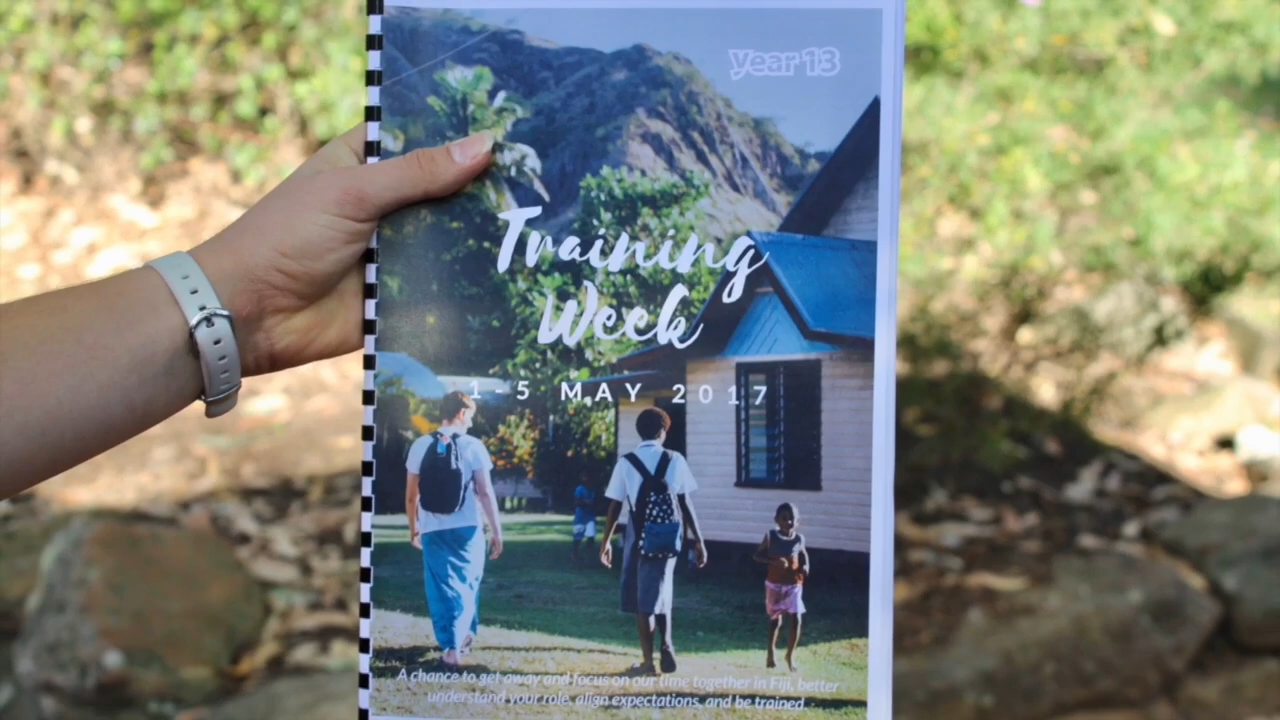 year 13
Training
Week
1-5 MAY 2017
A chance to get away and focus on our time together in Fiji, better
understand your role, align expectations, and be trained.